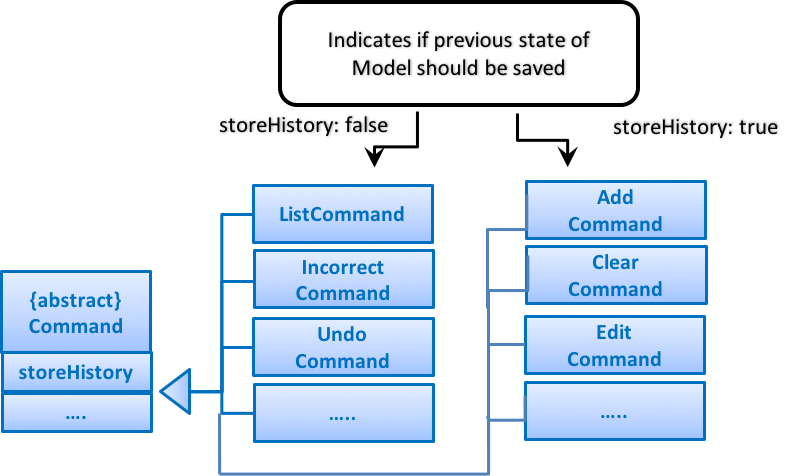 Indicates if previous state of
Model should be saved
storeHistory: false
storeHistory: true
ListCommand
Incorrect
Command
Undo
Command
…..
Add
Command
Clear
Command
Edit
Command
…..
{abstract}
Command
storeHistory
….